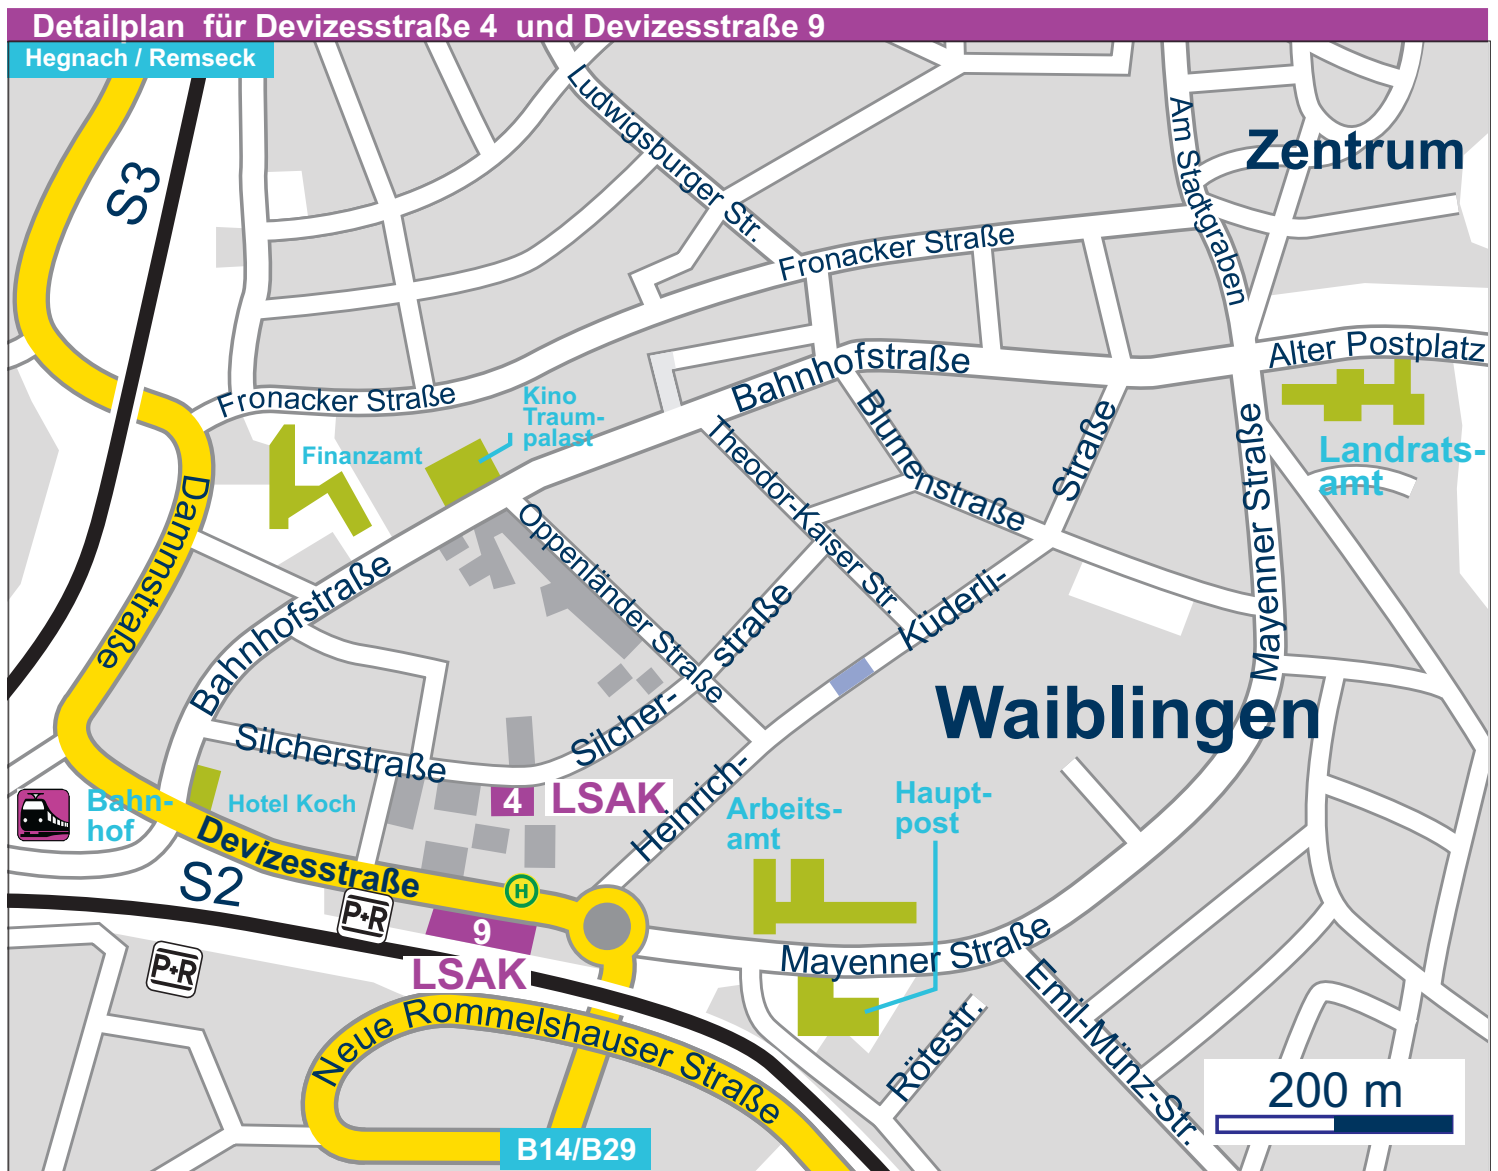 Detailplan für Devizesstraße 4 und Devizesstraße 9
Hegnach / Remseck
S3
Ludwigsburger Str.
Am Stadtgraben
Zentrum
Fronacker Straße
Alter Postplatz
Bahnhofstraße
Fronacker Straße
Kino
Traum-
palast
Finanzamt
Blumenstraße
Straße
Mayenner Straße
Landrats-
amt
Theodor-Kaiser Str.
Dammstraße
Oppenländer Straße
Bahnhofstraße
Küderli-
straße
Silcher-
Waiblingen
Silcherstraße
Heinrich-
Bahn-
hof
Hotel Koch
4
LSAK
Arbeits-
amt
Haupt-
post
Devizesstraße
S2
H
P+R
9
LSAK
P+R
Mayenner Straße
Emil-Münz-Str.
Rötestr.
Neue Rommelshauser Straße
200 m
B14/B29